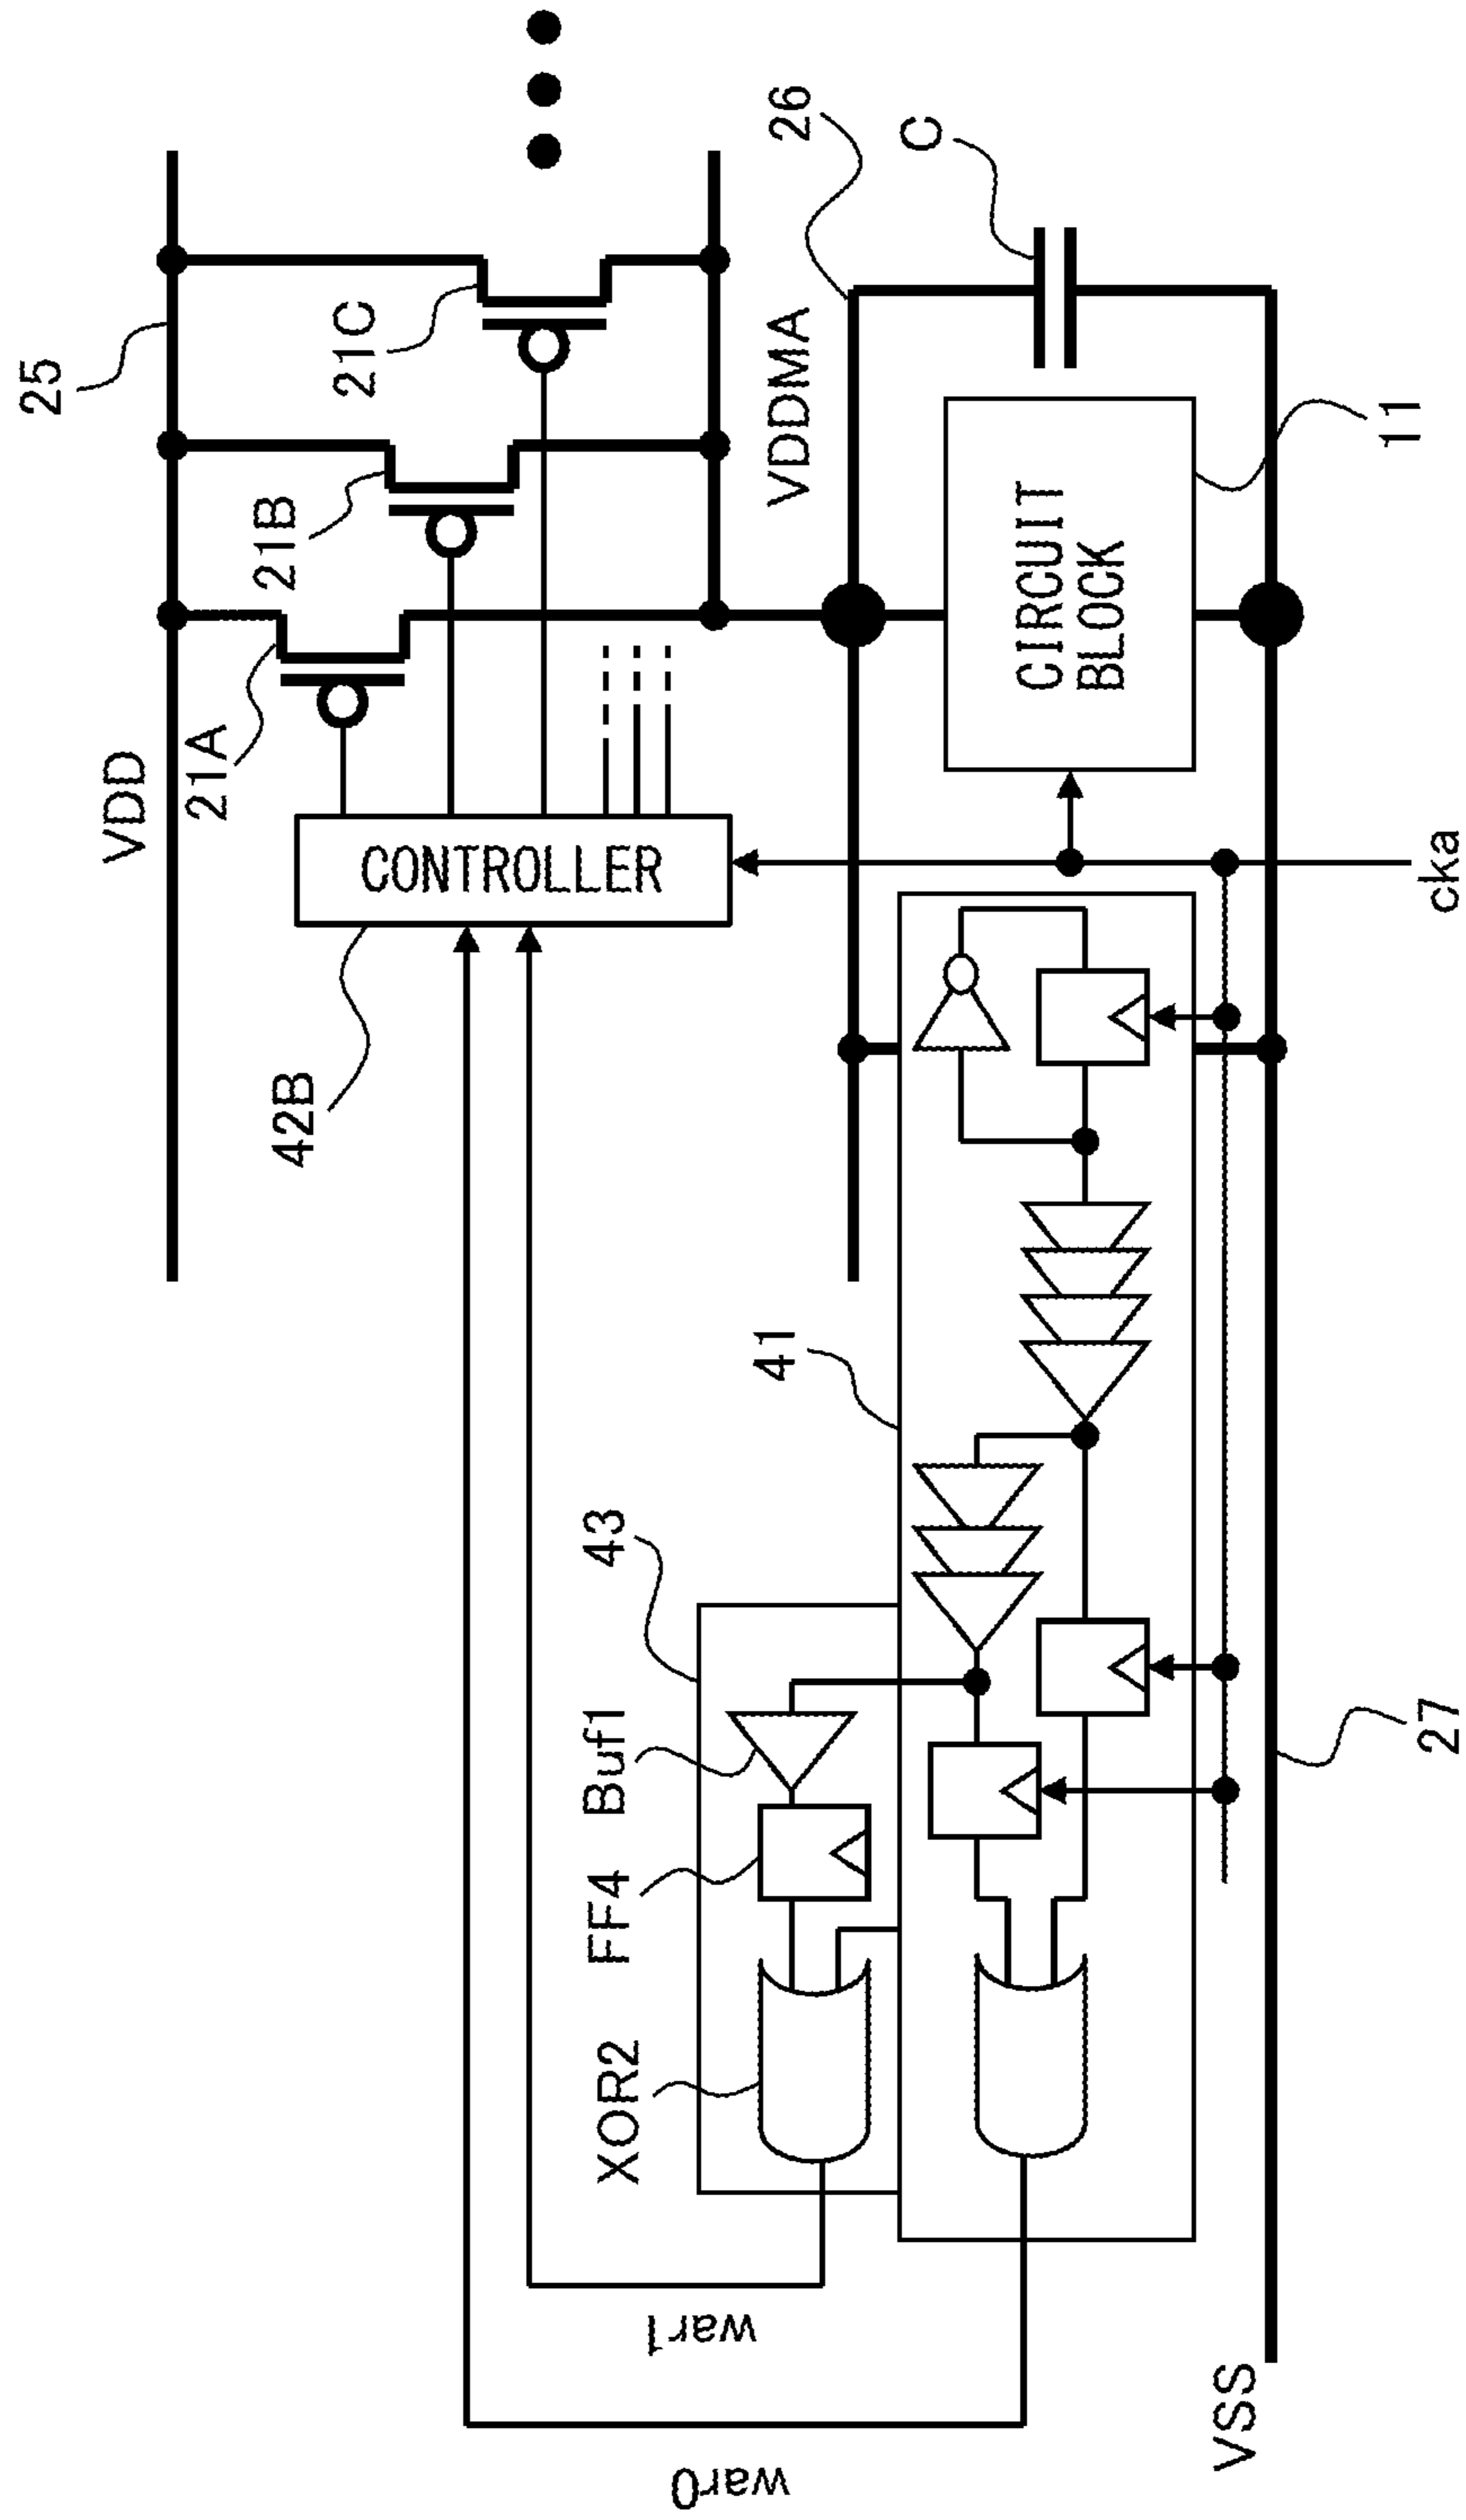 25
VDD
21A
21B
21C
42B
CONTROLLER
26
VDDMA
C
CIRCUIT
BLOCK
11
41
43
Buf1
FF4
XOR2
war1
war0
cka
27
VSS